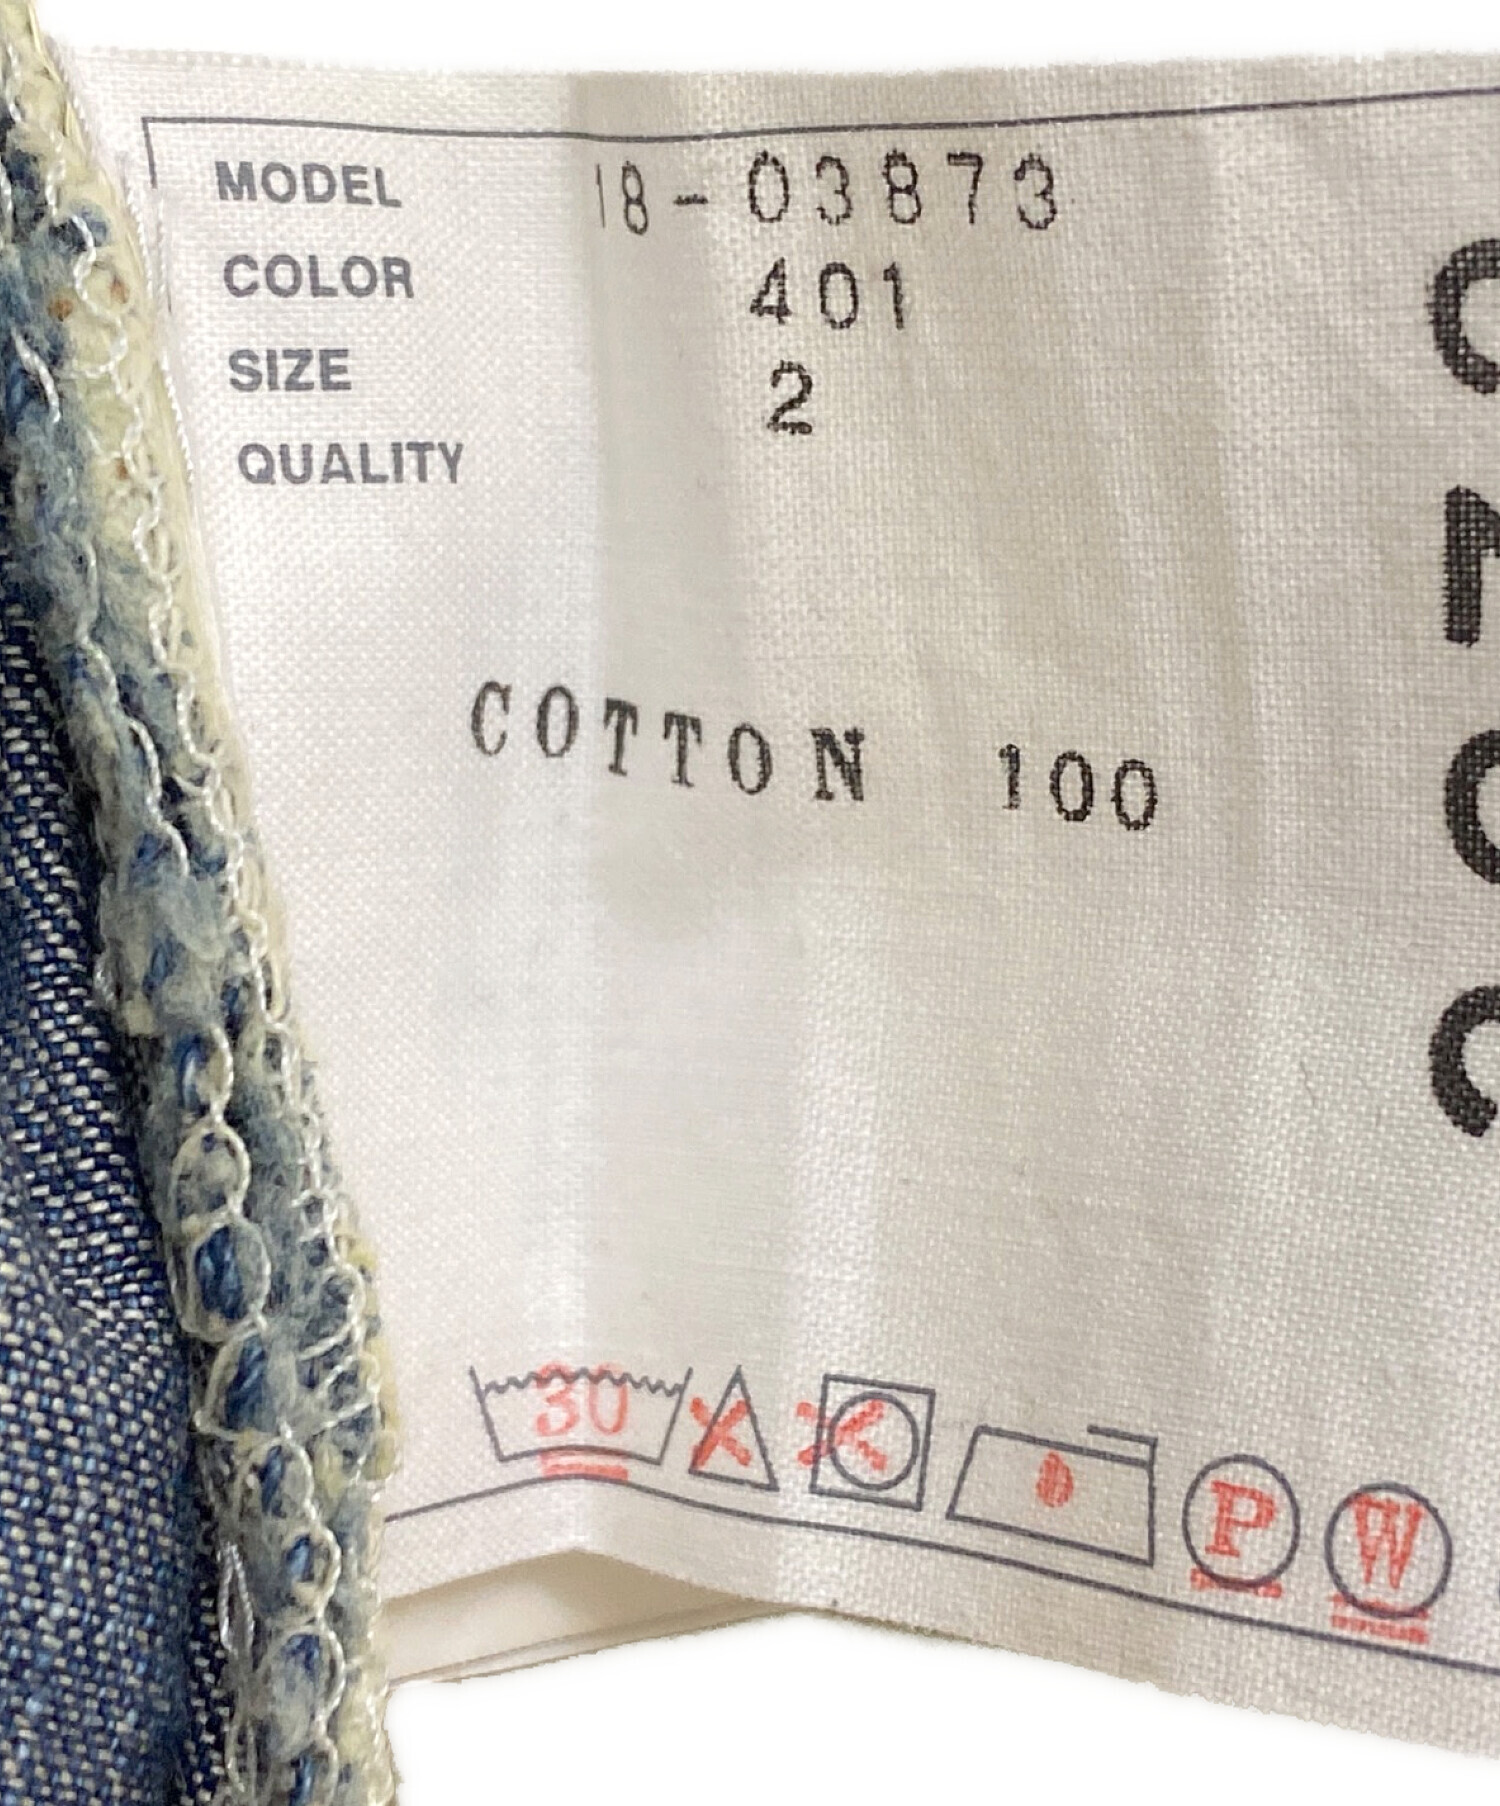 MODEL 18-03873
COLOR 401
SIZE 2
QUALITY
COTTON 100
30
P
W